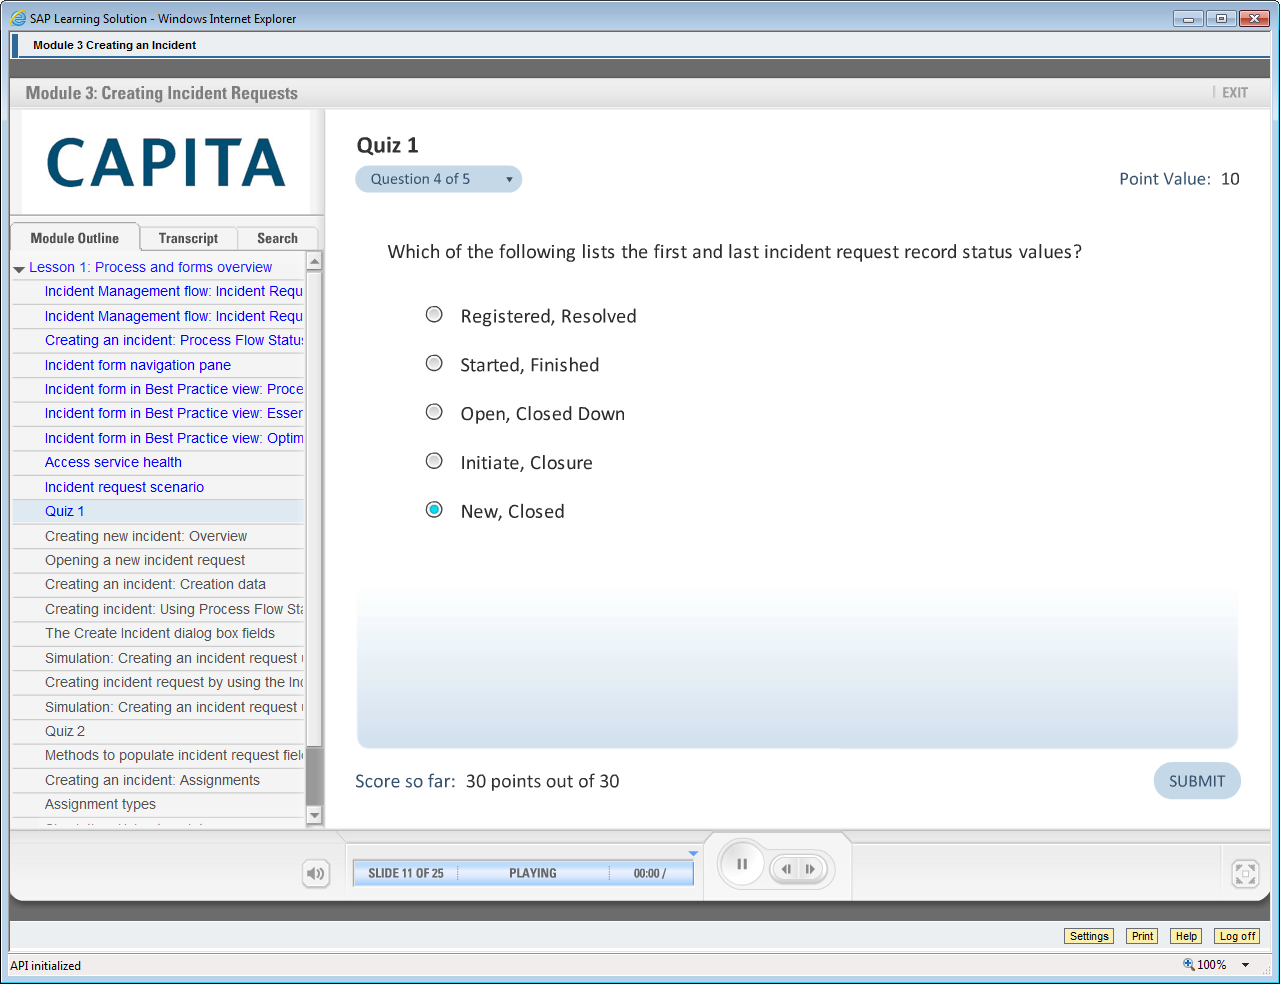 SAP Learning Solution - Windows Internet Explorer
Module 3 Creating an Incident
Module 3: Creating Incident Requests
EXIT
CAPITA
Module Outline
Transcript
Search
Lesson 1: Process and forms overview
Incident Management flow: Incident Requ
Incident Management flow: Incident Requ
Creating an incident: Process Flow Status
Incident form navigation pane
Incident form in Best Practice view: Proce
Incident form in Best Practice view: Essen
Incident form in Best Practice view: Optim
Access service health
Incident request scenario
Quiz 1
Creating new incident: Overview
Opening a new incident request
Creating an incident: Creation data
Creating incident: Using Process Flow Sta
The Create Incident dialog box fields
Simulation: Creating an incident request
Creating incident request by using the Inc
Simulation: Creating an incident request
Quiz 2
Methods to populate incident request field
Creating an incident: Assignments
Assignment types
Quiz 1
Question 4 of 5
Point Value: 10
Which of the following lists the first and last incident request record status values?
Registered, Resolved
Started, Finished
Open, Closed Down
Initiate, Closure
New, Closed
Score so far: 30 points out of 30
SUBMIT
SLIDE 11 OF 25
PLAYING
00:00 /
Settings
Print
Help
Log off
API initialized
100%